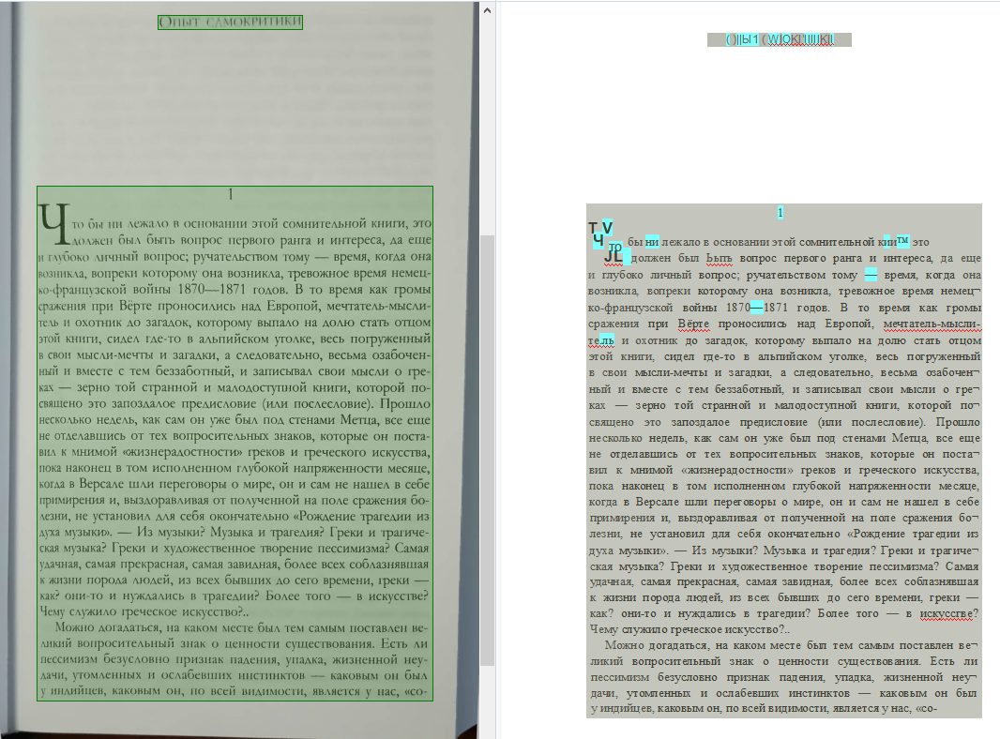 Опыт самокритики
1
Что бы ни лежало в основании этой сомнительной книги, это
должен был быть вопрос первого ранга и интереса, да еще
и глубоко личный вопрос; ручательством тому — время, когда она
возникла, вопреки которому она возникла, тревожное время немец-
ко-французской войны 1870—1871 годов. В то время как громы
сражения при Вёрте проносились над Европой, мечтатель-мысли-
тель и охотник до загадок, которому выпало на долю стать отцом
этой книги, сидел где-то в альпийском уголке, весь погруженный
в свои мысли-мечты и загадки, а следовательно, весьма озабочен-
ный и вместе с тем беззаботный, и записывал свои мысли о гре-
ках — зерно той странной и малодоступной книги, которой по-
священо это запоздалое предисловие (или послесловие). Прошло
несколько недель, как сам он уже был под стенами Метца, все еще
не отделавшись от тех вопросительных знаков, которые он поста-
вил к мнимой «жизнерадостности» греков и греческого искусства,
пока наконец в том исполненном глубокой напряженности месяце,
когда в Версале шли переговоры о мире, он и сам не нашел в себе
примирения и, выздоравливая от полученной на поле сражения бо-
лезни, не установил для себя окончательно «Рождение трагедии из
духа музыки». — Из музыки? Музыка и трагедия? Греки и трагиче-
ская музыка? Греки и художественное творение пессимизма? Самая
удачная, самая прекрасная, самая завидная, более всех соблазнявшая
к жизни порода людей, из всех бывших до сего времени, греки —
как? они-то и нуждались в трагедии? Более того — в искусстве?
Чему служило греческое искусство?..
Можно догадаться, на каком месте был тем самым поставлен ве-
ликий вопросительный знак о ценности существования. Есть ли
пессимизм безусловно признак падения, упадка, жизненной неу-
дачи, утомленных и ослабевших инстинктов — каковым он был
у индийцев, каковым он, по всей видимости, является у нас, «со-
1
T V
Ч то бы ни лежало в основании этой сомнительной кии™ это
JL должен был Ьыть вопрос первого ранга и интереса, да еще
и глубоко личный вопрос; ручательством тому — время, когда она
возникла, вопреки которому она возникла, тревожное время немец¬
ко-французской войны 1870—1871 годов. В то время как громы
сражения при Вёрте проносились над Европой, мечтатель-мысли-
тель и охотник до загадок, которому выпало на долю стать отцом
этой книги, сидел где-то в альпийском уголке, весь погруженный
в свои мысли-мечты и загадки, а следовательно, весьма озабочен¬
ный и вместе с тем беззаботный, и записывал свои мысли о гре¬
ках — зерно той странной и малодоступной книги, которой по¬
священо это запоздалое предисловие (или послесловие). Прошло
несколько недель, как сам он уже был под стенами Метца, все еще
не отделавшись от тех вопросительных знаков, которые он поста¬
вил к мнимой «жизнерадостности» греков и греческого искусства,
пока наконец в том исполненном глубокой напряженности месяце,
когда в Версале шли переговоры о мире, он и сам не нашел в себе
примирения и, выздоравливая от полученной на поле сражения бо¬
лезни, не установил для себя окончательно «Рождение трагедии из
духа музыки». — Из музыки? Музыка и трагедия? Греки и трагиче¬
ская музыка? Греки и художественное творение пессимизма? Самая
удачная, самая прекрасная, самая завидная, более всех соблазнявшая
к жизни порода людей, из всех бывших до сего времени, греки —
как? они-то и нуждались в трагедии? Более того — в искуссгве?
Чему служило греческое искусство?..
Можно догадаться, на каком месте был тем самым поставлен ве¬
ликий вопросительный знак о ценности существования. Есть ли
пессимизм безусловно признак падения, упадка, жизненной неу¬
дачи, утомленных и ослабевших инстинктов — каковым он был
у индийцев, каковым он, по всей видимости, является у нас, «со-